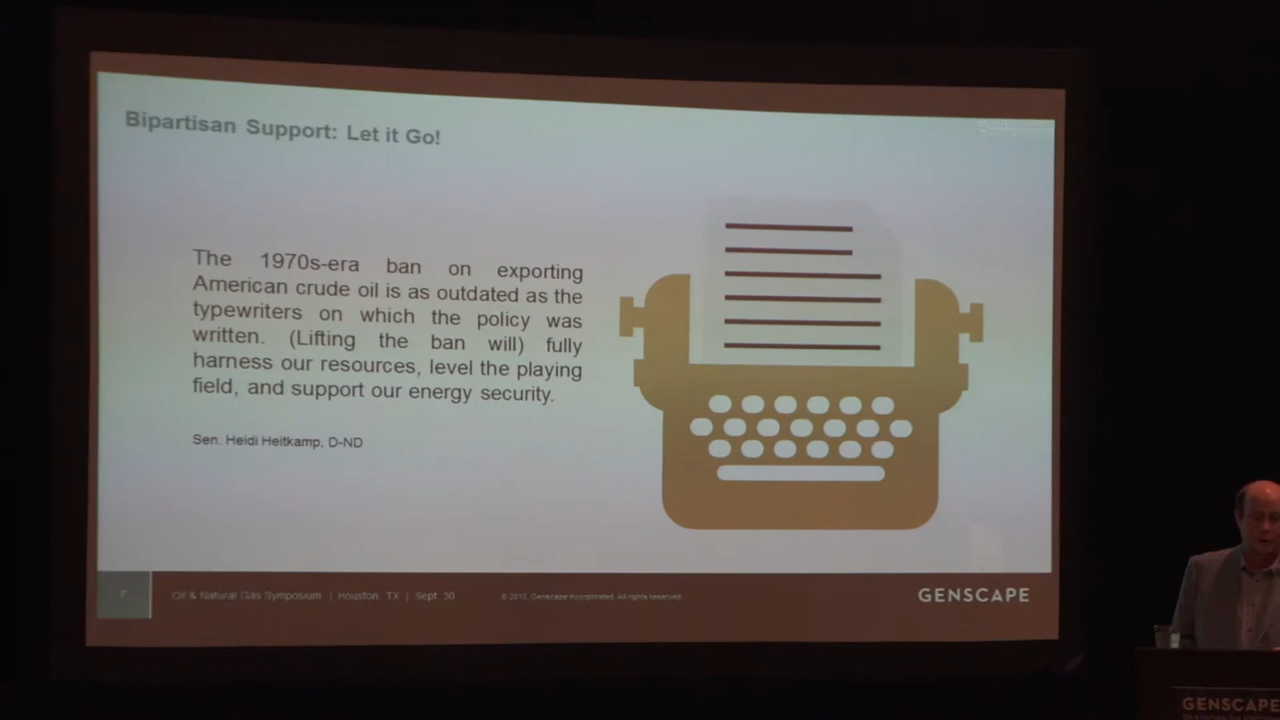 Bipartisan Support: Let it Go!
The 1970s-era ban on exporting
American crude oil is as outdated as the
typewriters on which the policy was
written. (Lifting the ban will) fully
harness our resources, level the playing
field, and support our energy security.
Sen. Heidi Heitkamp, D-ND
7
Oil & Natural Gas Symposium | Houston, TX | Sept. 30
© 2015, Genscape Incorporated. All rights reserved.
GENSCAPE
GENSCAPE